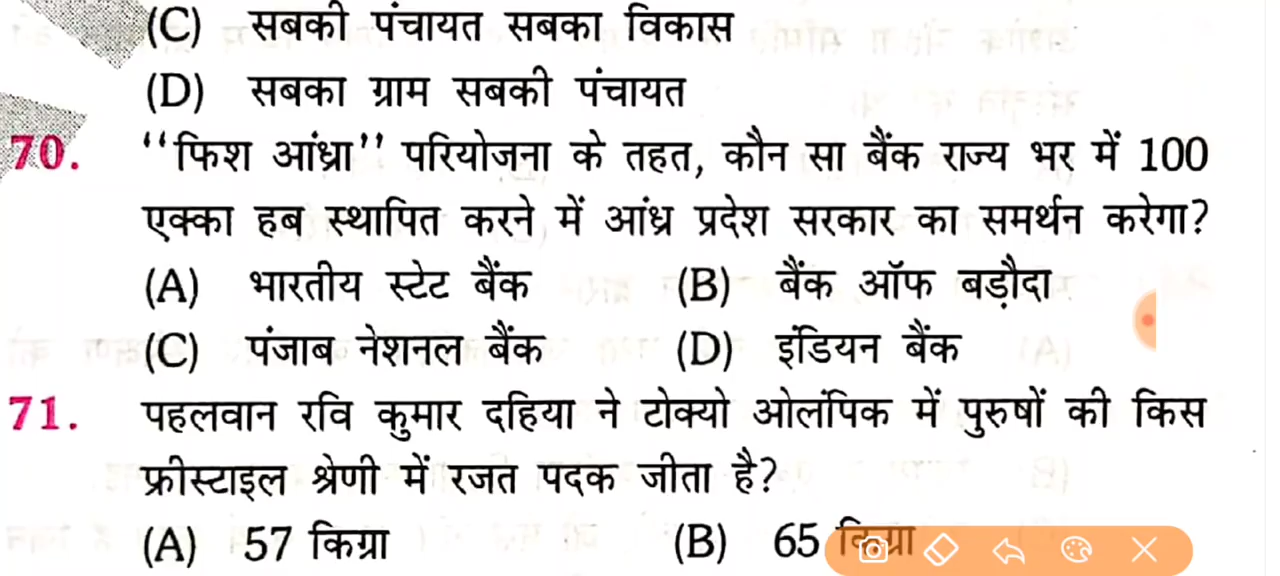 (C) सबकी पंचायत सबका विकास
(D) सबका ग्राम सबकी पंचायत
70. ‘‘फिश आंध्रा’’ परियोजना के तहत, कौन सा बैंक राज्य भर में 100
एक्का हब स्थापित करने में आंध्र प्रदेश सरकार का समर्थन करेगा?
(A) भारतीय स्टेट बैंक (B) बैंक ऑफ बड़ौदा
(C) पंजाब नेशनल बैंक (D) इंडियन बैंक
71. पहलवान रवि कुमार दहिया ने टोक्यो ओलंपिक में पुरुषों की किस
फ्रीस्टाइल श्रेणी में रजत पदक जीता है?
(A) 57 किग्रा (B) 65 किग्रा